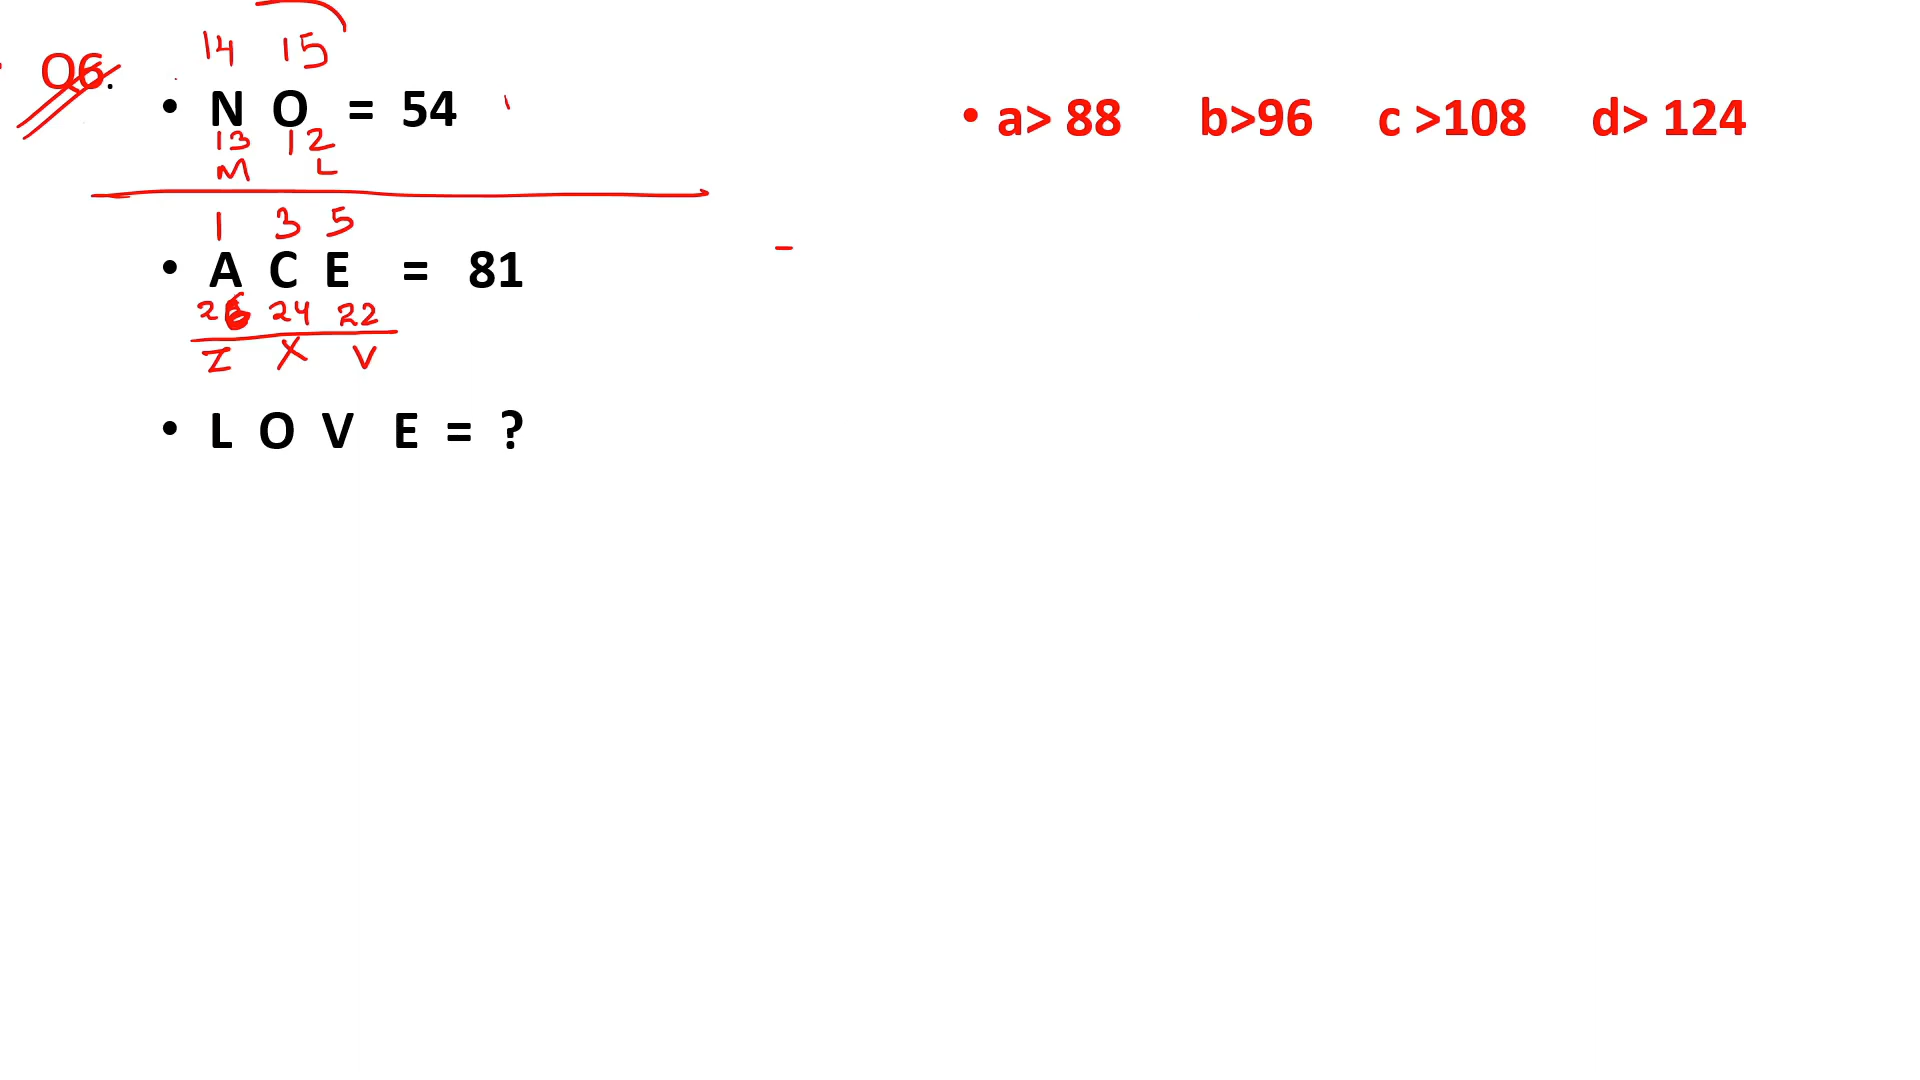 14 15
Q6.
• N O = 54
13 12
M L
1 3 5
• A C E = 81
26 24 22
Z X V
• L O V E = ?
• a> 88 b>96 c >108 d> 124